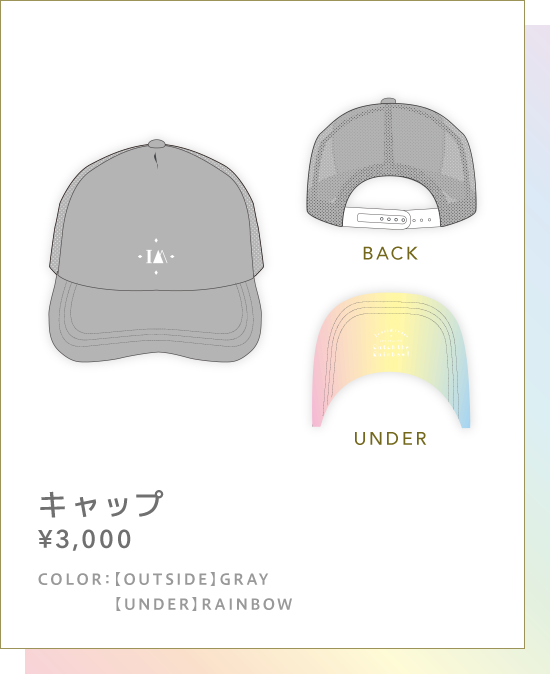 BACK
UNDER
キャップ
¥3,000
COLOR:【OUTSIDE】GRAY
【UNDER】RAINBOW